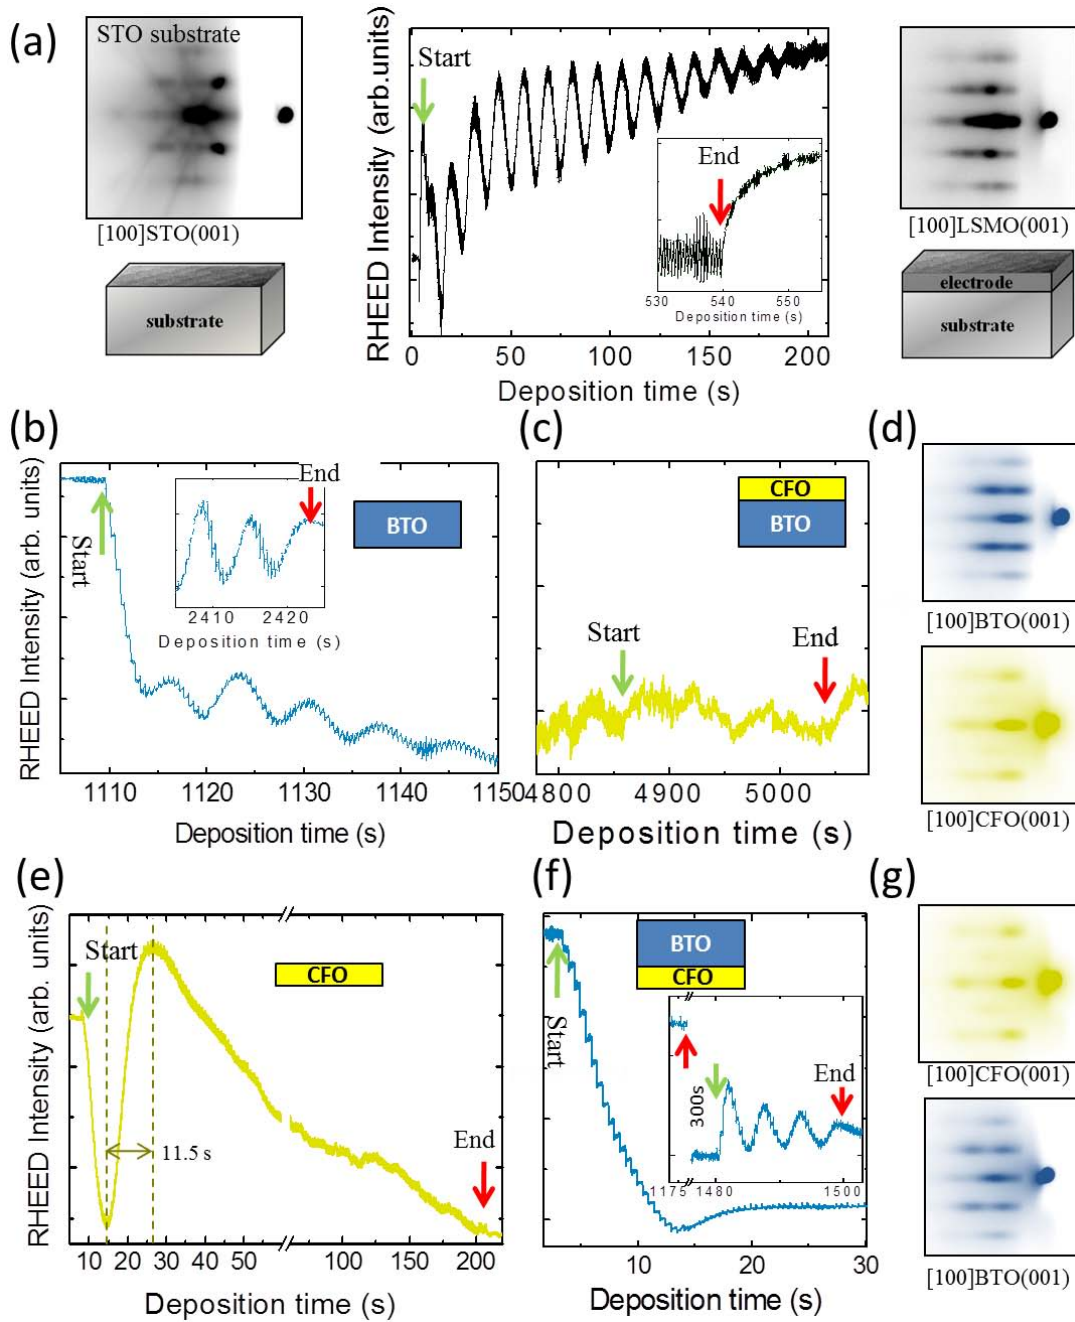 (a)
STO substrate
[100]STO(001)
substrate
RHEED Intensity (arb.units)
Start
End
530 540 550
Deposition time (s)
0 50 100 150 200
Deposition time (s)
[100]LSMO(001)
electrode
substrate
(b)
RHEED Intensity (arb. units)
Start
End
2410 2420
Deposition time (s)
BTO
1110 1120 1130 1140 1150
Deposition time (s)
(c)
CFO
BTO
Start
End
4800 4900 5000
Deposition time (s)
(d)
[100]BTO(001)
[100]CFO(001)
(e)
RHEED Intensity (arb. units)
Start
CFO
11.5 s
End
10 20 30 40 50 100 150 200
Deposition time (s)
(f)
BTO
CFO
Start
300s
End
1175 1480 1500
10 20 30
Deposition time (s)
(g)
[100]CFO(001)
[100]BTO(001)